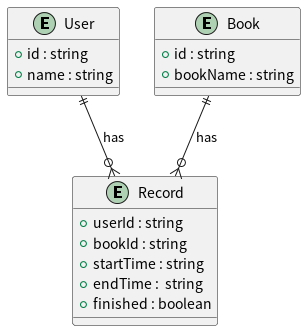 E User
id : string
name : string
E Book
id : string
bookName : string
has
has
E Record
userId : string
bookId : string
startTime : string
endTime :  string
finished : boolean